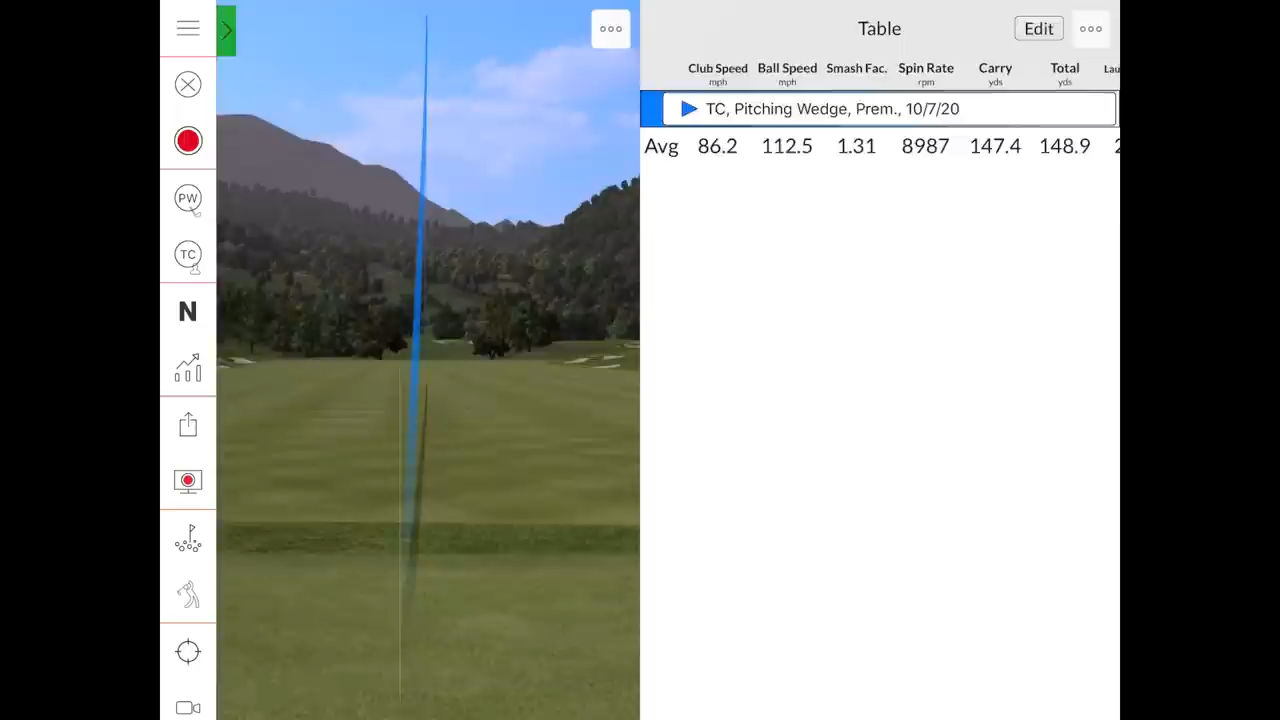 PW
TC
N
Table
Edit
Club Speed Ball Speed Smash Fac. Spin Rate Carry Total
mph mph rpm yds yds
TC, Pitching Wedge, Prem., 10/7/20
Avg 86.2 112.5 1.31 8987 147.4 148.9